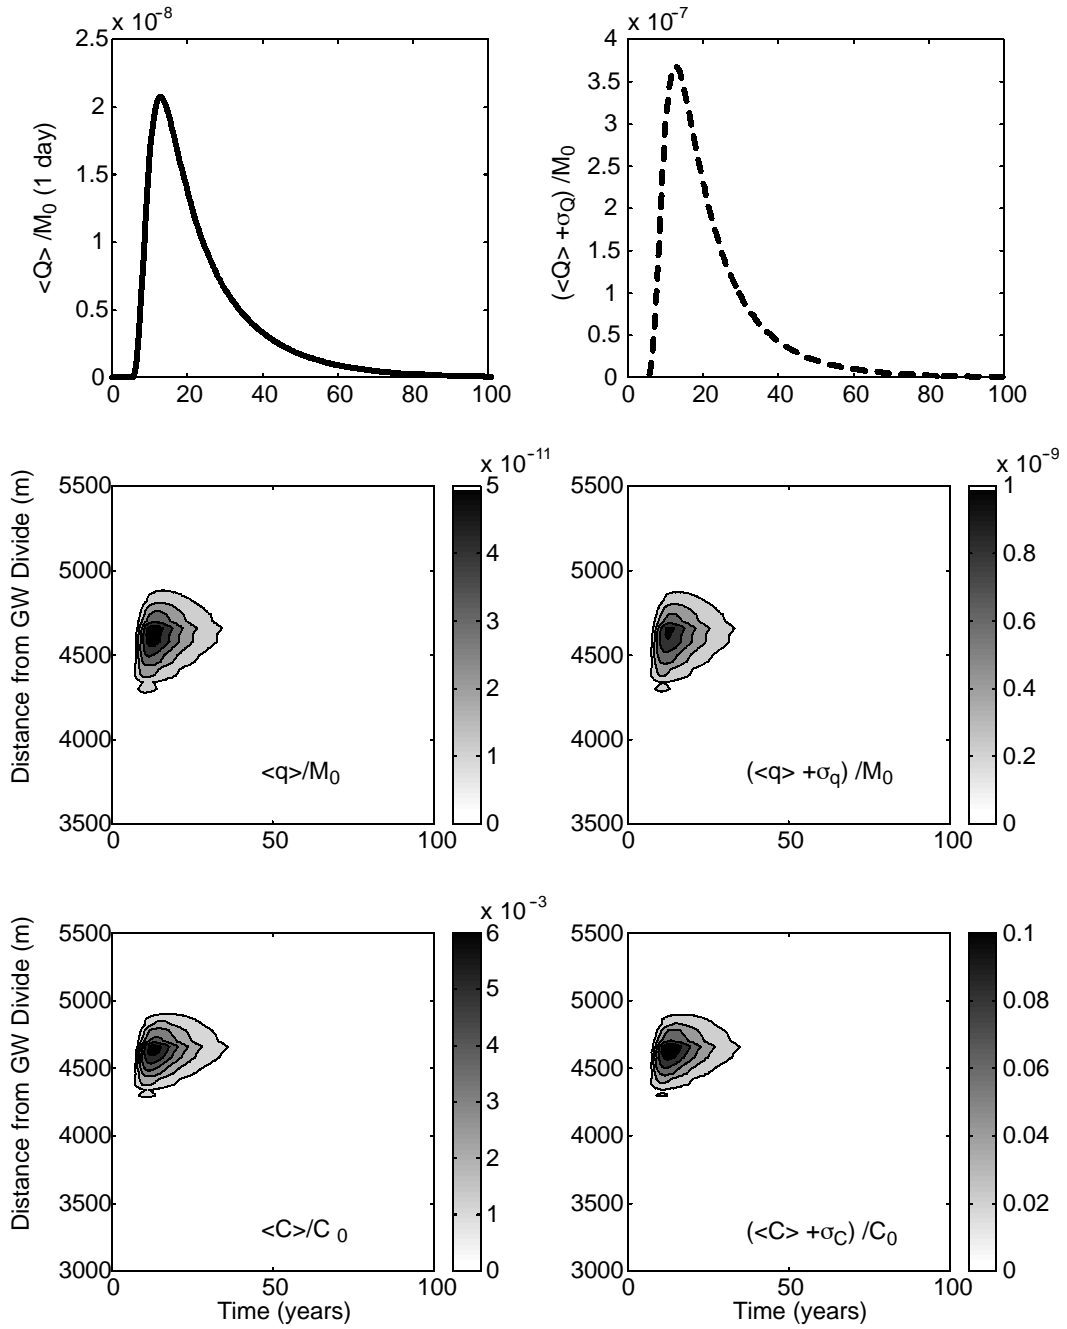 x 10⁻⁸
2.5
2
1.5
1
0.5
0
0 20 40 60 80 100
<Q> /M₀ (1 day)
x 10⁻⁷
4
3.5
3
2.5
2
1.5
1
0.5
0
0 20 40 60 80 100
(<Q> +σ_Q) /M₀
Distance from GW Divide (m)
5500
5000
4500
4000
3500
0 50 100
<q>/M₀
x 10⁻¹¹
5
4
3
2
1
0
5500
5000
4500
4000
3500
0 50 100
(<q> +σ_q) /M₀
x 10⁻⁹
1
0.8
0.6
0.4
0.2
0
Distance from GW Divide (m)
5500
5000
4500
4000
3500
3000
0 50 100
Time (years)
<C>/C ₀
x 10⁻³
6
5
4
3
2
1
0
5500
5000
4500
4000
3500
3000
0 50 100
Time (years)
(<C> +σ_C) /C₀
0.1
0.08
0.06
0.04
0.02
0